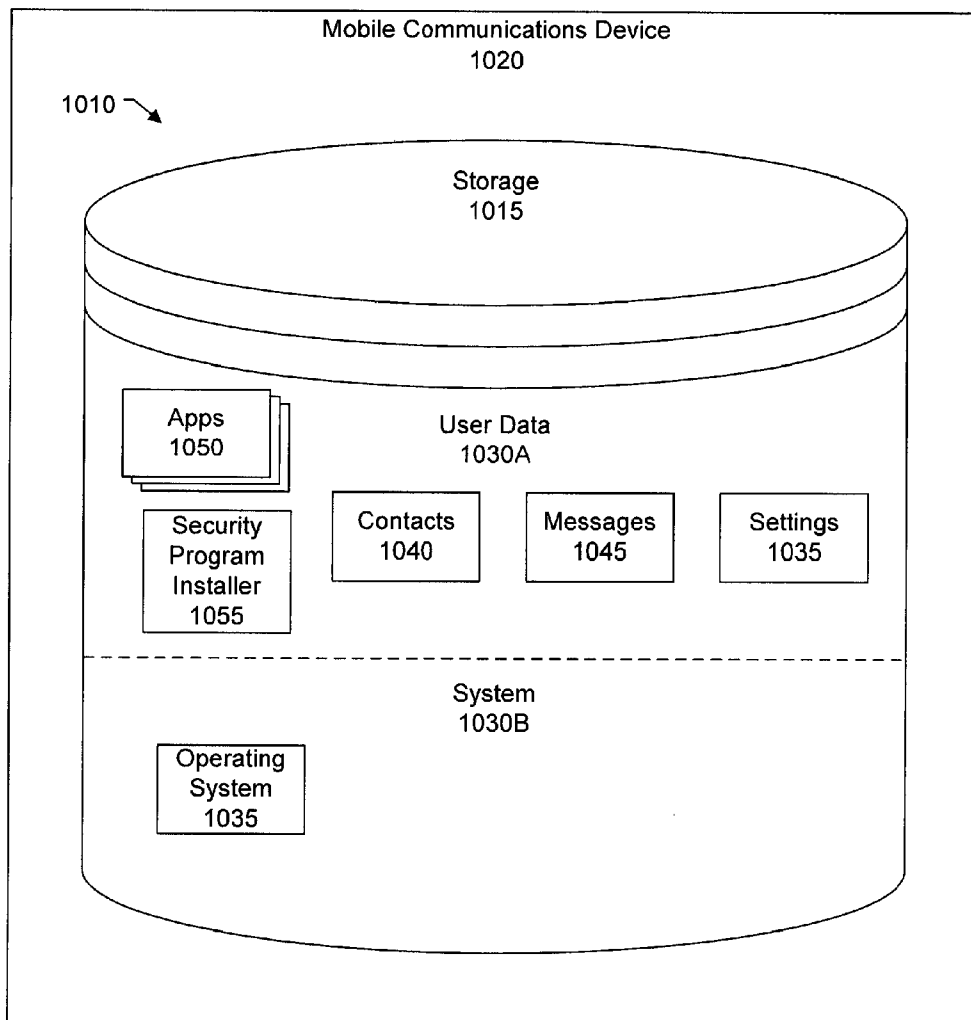 Mobile Communications Device
1020
1010
Storage
1015
Apps
1050
User Data
1030A
Security
Program
Installer
1055
Contacts
1040
Messages
1045
Settings
1035
System
1030B
Operating
System
1035